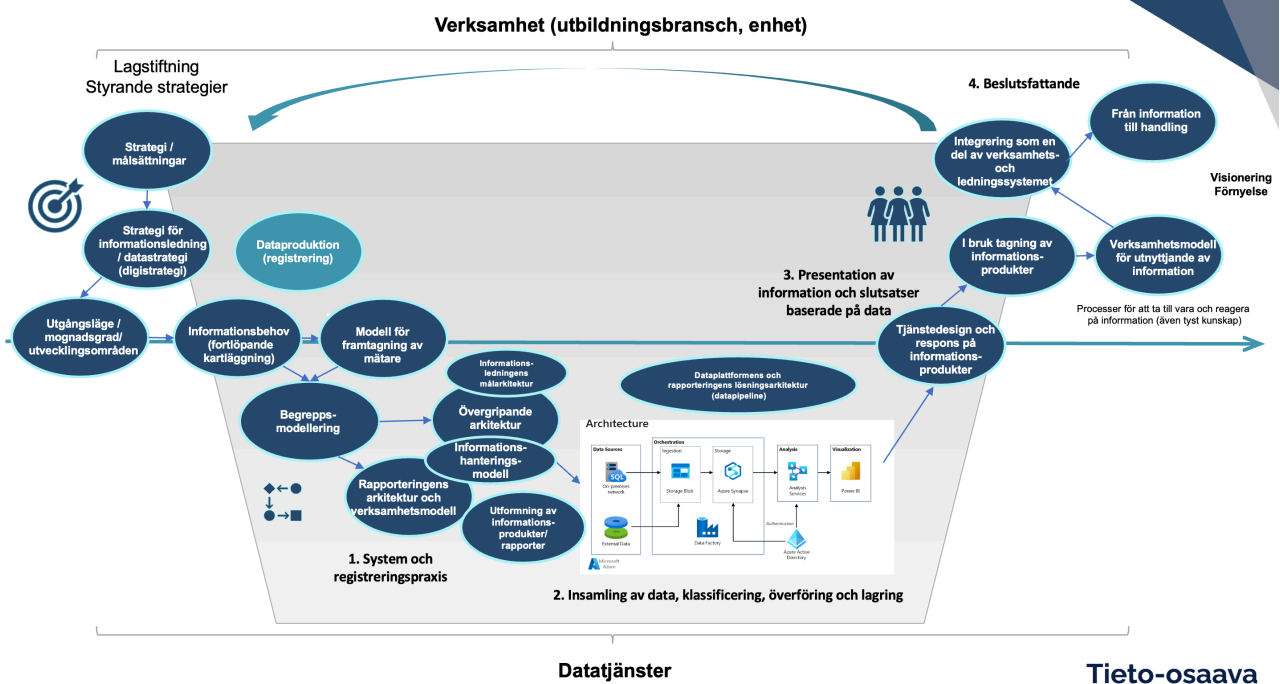 Verksamhet (utbildningsbransch, enhet)
Lagstiftning
Styrande strategier
Strategi /
målsättningar
Strategi för
informationsledning
/ datastrategi
(digistrategi)
Utgångsläge /
mognadsgrad/
utvecklingsområden
Dataproduktion
(registrering)
Informationsbehov
(fortlöpande
kartläggning)
Modell för
framtagning av
mätare
Begrepps-
modellering
Informations-
ledningens
målarkitektur
Övergripande
arkitektur
Informations-
hanterings-
modell
Rapporteringens
arkitektur och
verksamhetsmodell
Utformning av
informations-
produkter/
rapporter
1. System och
registreringspraxis
Dataplattformens och
rapporteringens lösningsarkitektur
(datapipeline)
Architecture
Data Sources
On-premises
network
SQL
External Data
Microsoft
Azure
Orchestration
Ingestion
Storage Blob
Storage
Azure Synapse
Data Factory
Analysis
Analysis
Services
Visualization
Power BI
Authentication
Azure Active
Directory
2. Insamling av data, klassificering, överföring och lagring
3. Presentation av
information och slutsatser
baserade på data
Tjänstedesign och
respons på
informations-
produkter
I bruk tagning av
informations-
produkter
Verksamhetsmodell
för utnyttjande av
information
Processer för att ta till vara och reagera
på inforrmation (även tyst kunskap)
Integrering som en
del av verksamhets-
och
ledningssystemet
4. Beslutsfattande
Från information
till handling
Visionering
Förnyelse
Datatjänster
Tieto-osaava